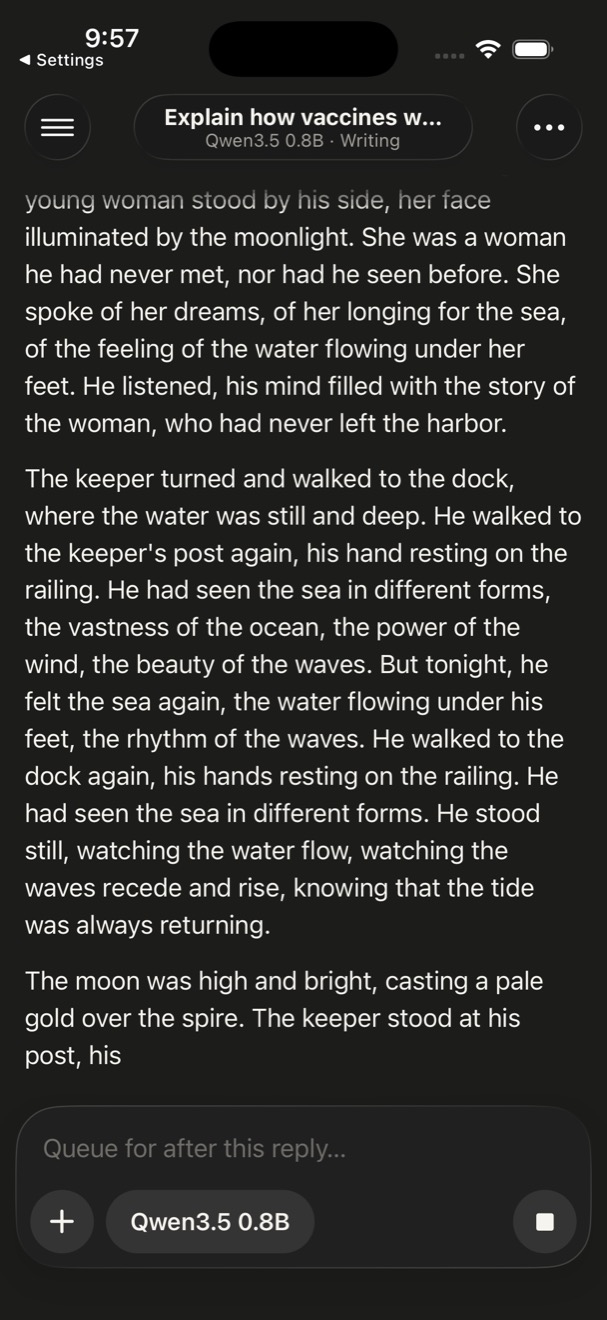 9:57
◀ Settings
Explain how vaccines w...
Qwen3.5 0.8B · Writing
young woman stood by his side, her face
illuminated by the moonlight. She was a woman
he had never met, nor had he seen before. She
spoke of her dreams, of her longing for the sea,
of the feeling of the water flowing under her
feet. He listened, his mind filled with the story of
the woman, who had never left the harbor.
The keeper turned and walked to the dock,
where the water was still and deep. He walked to
the keeper's post again, his hand resting on the
railing. He had seen the sea in different forms,
the vastness of the ocean, the power of the
wind, the beauty of the waves. But tonight, he
felt the sea again, the water flowing under his
feet, the rhythm of the waves. He walked to the
dock again, his hands resting on the railing. He
had seen the sea in different forms. He stood
still, watching the water flow, watching the
waves recede and rise, knowing that the tide
was always returning.
The moon was high and bright, casting a pale
gold over the spire. The keeper stood at his
post, his
Queue for after this reply...
Qwen3.5 0.8B